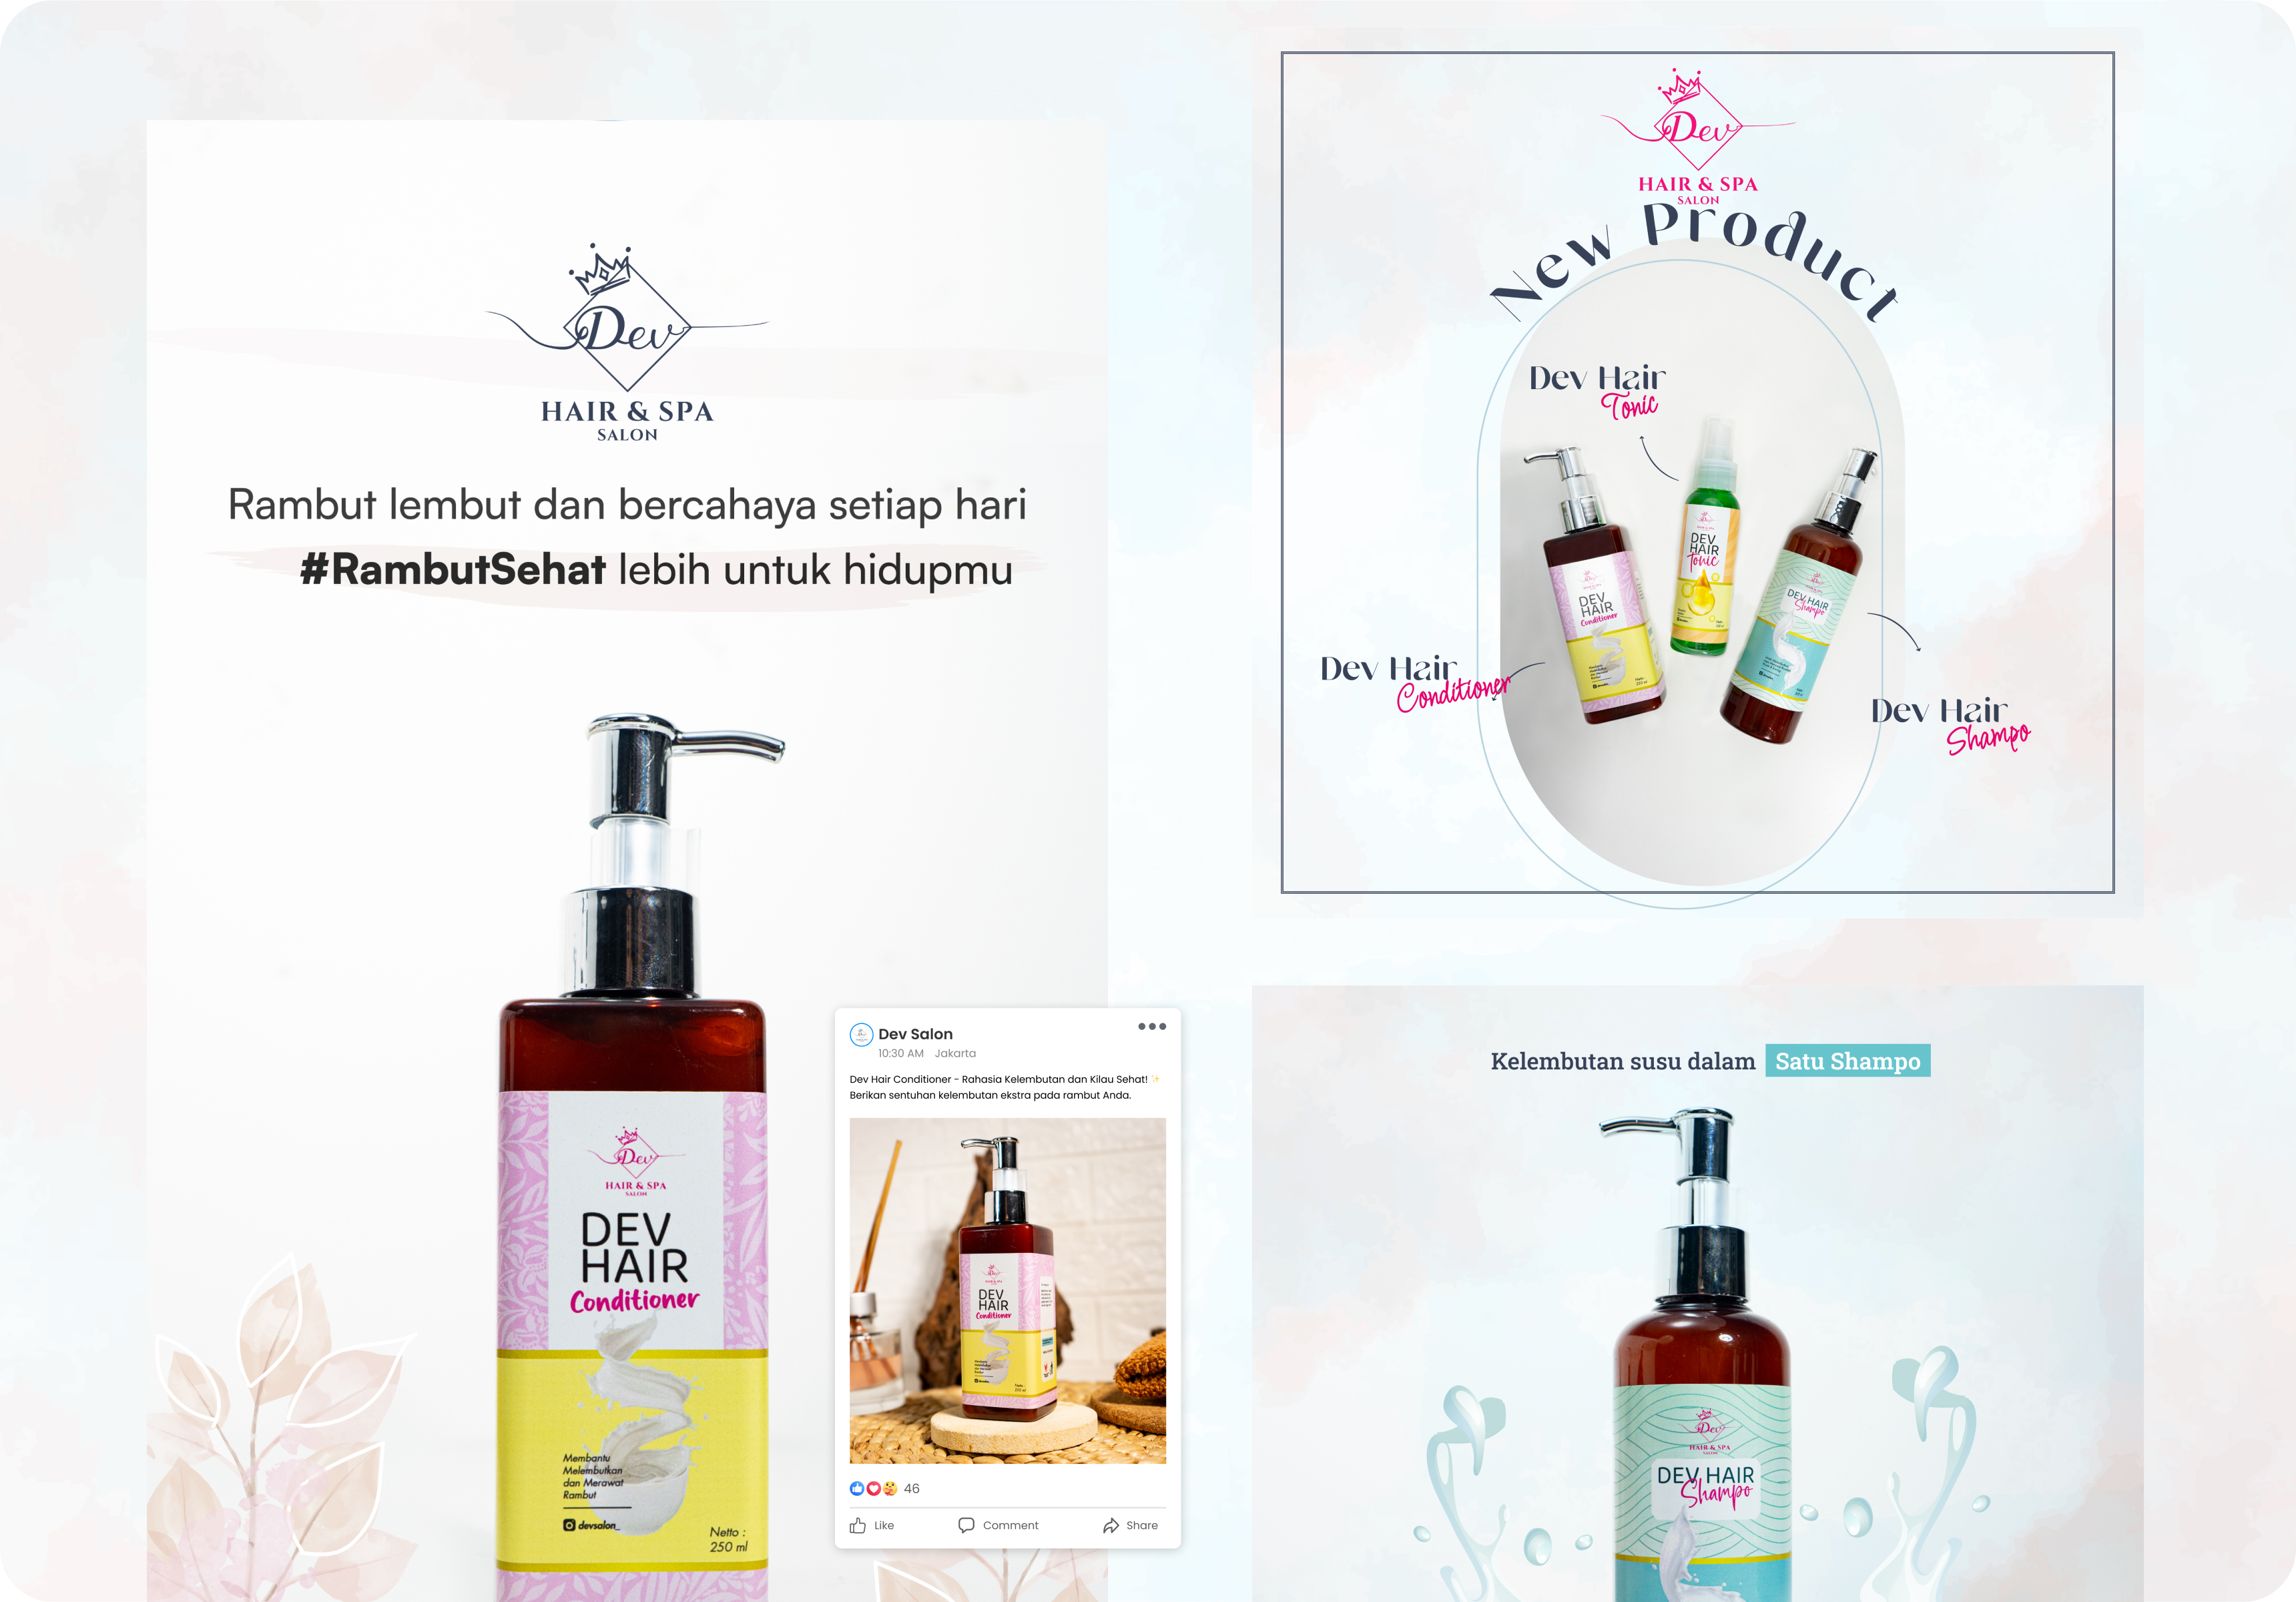 Dev
HAIR & SPA
SALON
Rambut lembut dan bercahaya setiap hari
#RambutSehat lebih untuk hidupmu
Dev
HAIR & SPA
SALON
DEV
HAIR
Conditioner
Membantu
Melembutkan
dan Merawat
Rambut
devsalon_
Netto :
250 ml
Dev Salon
10:30 AM Jakarta
Dev Hair Conditioner - Rahasia Kelembutan dan Kilau Sehat! ✨
Berikan sentuhan kelembutan ekstra pada rambut Anda.
DEV
HAIR
Conditioner
46
Like
Comment
Share
Dev
HAIR & SPA
SALON
New Product
Dev Hair
Tonic
DEV
HAIR
Tonic
DEV
HAIR
Conditioner
DEV HAIR
Shampo
Dev Hair
Conditioner
Dev Hair
Shampo
Kelembutan susu dalam Satu Shampo
Dev
HAIR & SPA
SALON
DEV HAIR
Shampo